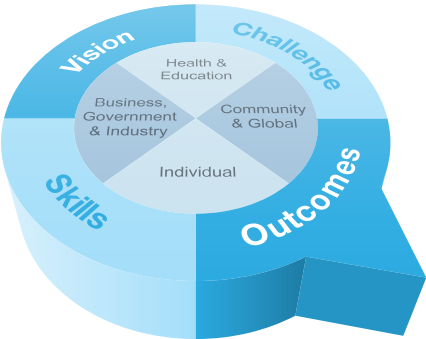 Vision
Challenge
Health &
Education
Business,
Government
& Industry
Community
& Global
Individual
Skills
Outcomes